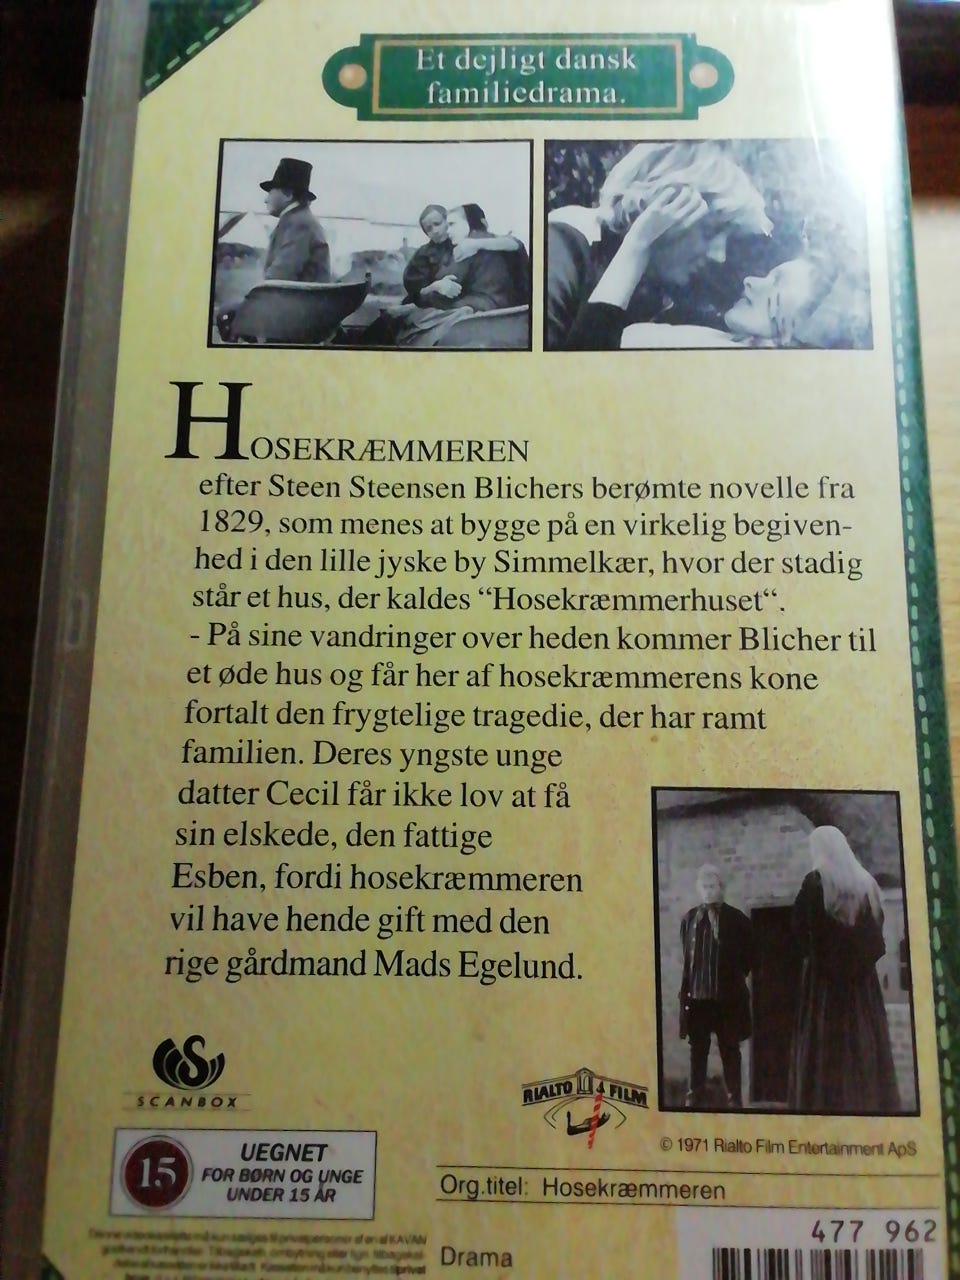 Et dejligt dansk
familiedrama.
HOSEKRÆMMEREN
efter Steen Steensen Blichers berømte novelle fra
1829, som menes at bygge på en virkelig begiven-
hed i den lille jyske by Simmelkær, hvor der stadig
står et hus, der kaldes “Hosekræmmerhuset“.
- På sine vandringer over heden kommer Blicher til
et øde hus og får her af hosekræmmerens kone
fortalt den frygtelige tragedie, der har ramt
familien. Deres yngste unge
datter Cecil får ikke lov at få
sin elskede, den fattige
Esben, fordi hosekræmmeren
vil have hende gift med den
rige gårdmand Mads Egelund.
S
SCANBOX
RIALTO FILM
© 1971 Rialto Film Entertainment ApS
15
UEGNET
FOR BØRN OG UNGE
UNDER 15 ÅR
Org.titel: Hosekræmmeren
477 962
Drama